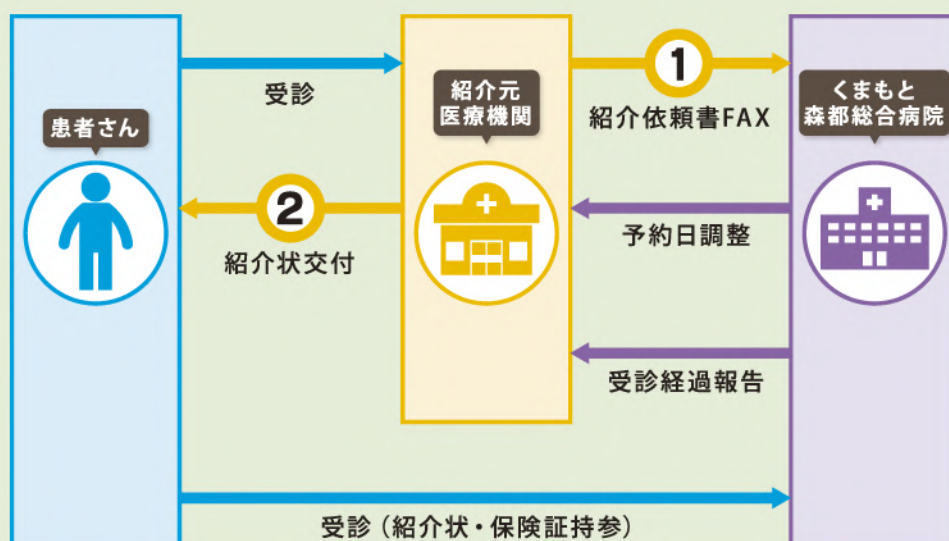 患者さん
受診
紹介元
医療機関
1
紹介依頼書FAX
くまもと
森都総合病院
2
紹介状交付
予約日調整
受診経過報告
受診（紹介状・保険証持参）